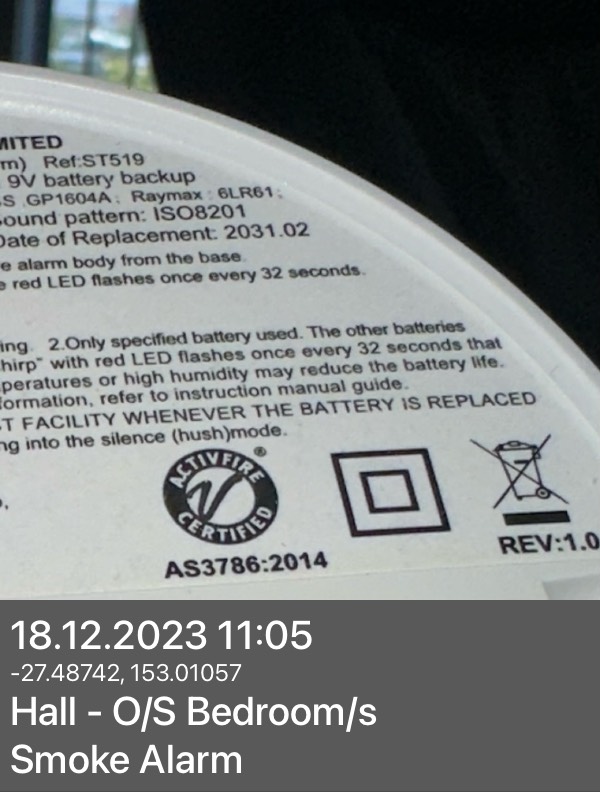 MITED
m) Ref:ST519
9V battery backup
S .GP1604A; Raymax : 6LR61;
ound pattern: ISO8201
Date of Replacement: 2031.02
e alarm body from the base.
e red LED flashes once every 32 seconds.
ing. 2.Only specified battery used. The other batteries
hirp" with red LED flashes once every 32 seconds that
peratures or high humidity may reduce the battery life.
formation, refer to instruction manual guide.
T FACILITY WHENEVER THE BATTERY IS REPLACED
ng into the silence (hush)mode.
ACTIVFIRE ®
CERTIFIED
AS3786:2014
REV:1.0
18.12.2023 11:05
-27.48742, 153.01057
Hall - O/S Bedroom/s
Smoke Alarm